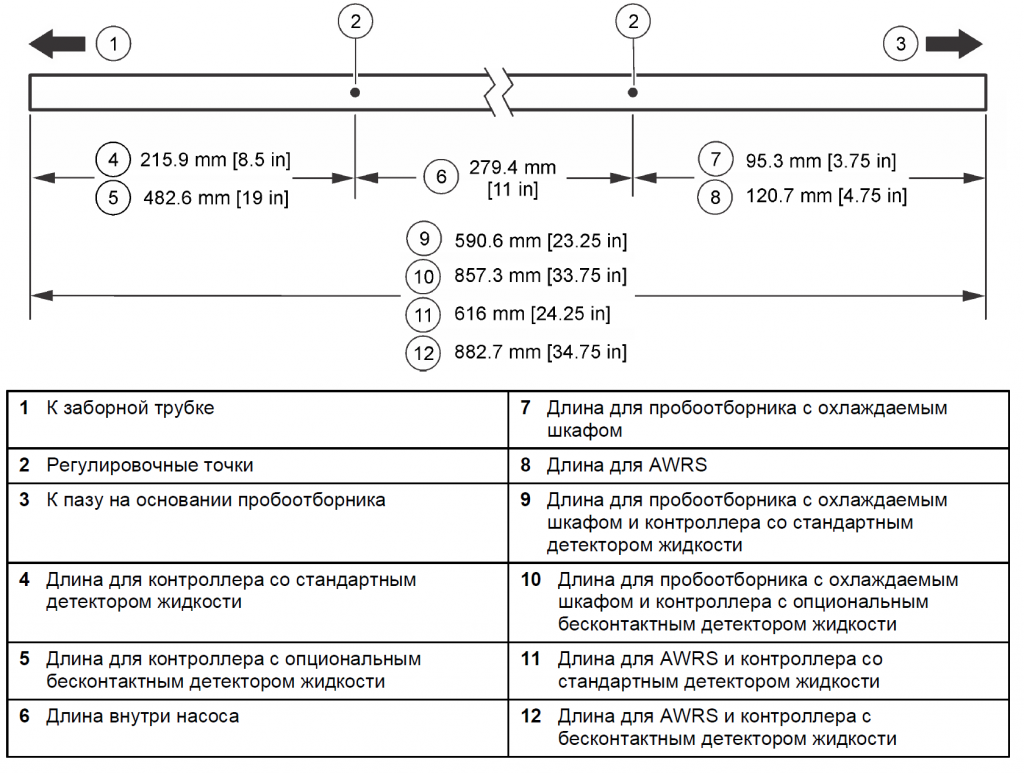 1
2
2
3
4 215.9 mm [8.5 in]
5 482.6 mm [19 in]
6 279.4 mm
[11 in]
7 95.3 mm [3.75 in]
8 120.7 mm [4.75 in]
9 590.6 mm [23.25 in]
10 857.3 mm [33.75 in]
11 616 mm [24.25 in]
12 882.7 mm [34.75 in]
1 К заборной трубке
7 Длина для пробоотборника с охлаждаемым
шкафом
2 Регулировочные точки
8 Длина для AWRS
3 К пазу на основании пробоотборника
9 Длина для пробоотборника с охлаждаемым
шкафом и контроллера со стандартным
детектором жидкости
4 Длина для контроллера со стандартным
детектором жидкости
10 Длина для пробоотборника с охлаждаемым
шкафом и контроллера с опциональным
бесконтактным детектором жидкости
5 Длина для контроллера с опциональным
бесконтактным детектором жидкости
11 Длина для AWRS и контроллера со
стандартным детектором жидкости
6 Длина внутри насоса
12 Длина для AWRS и контроллера с
бесконтактным детектором жидкости